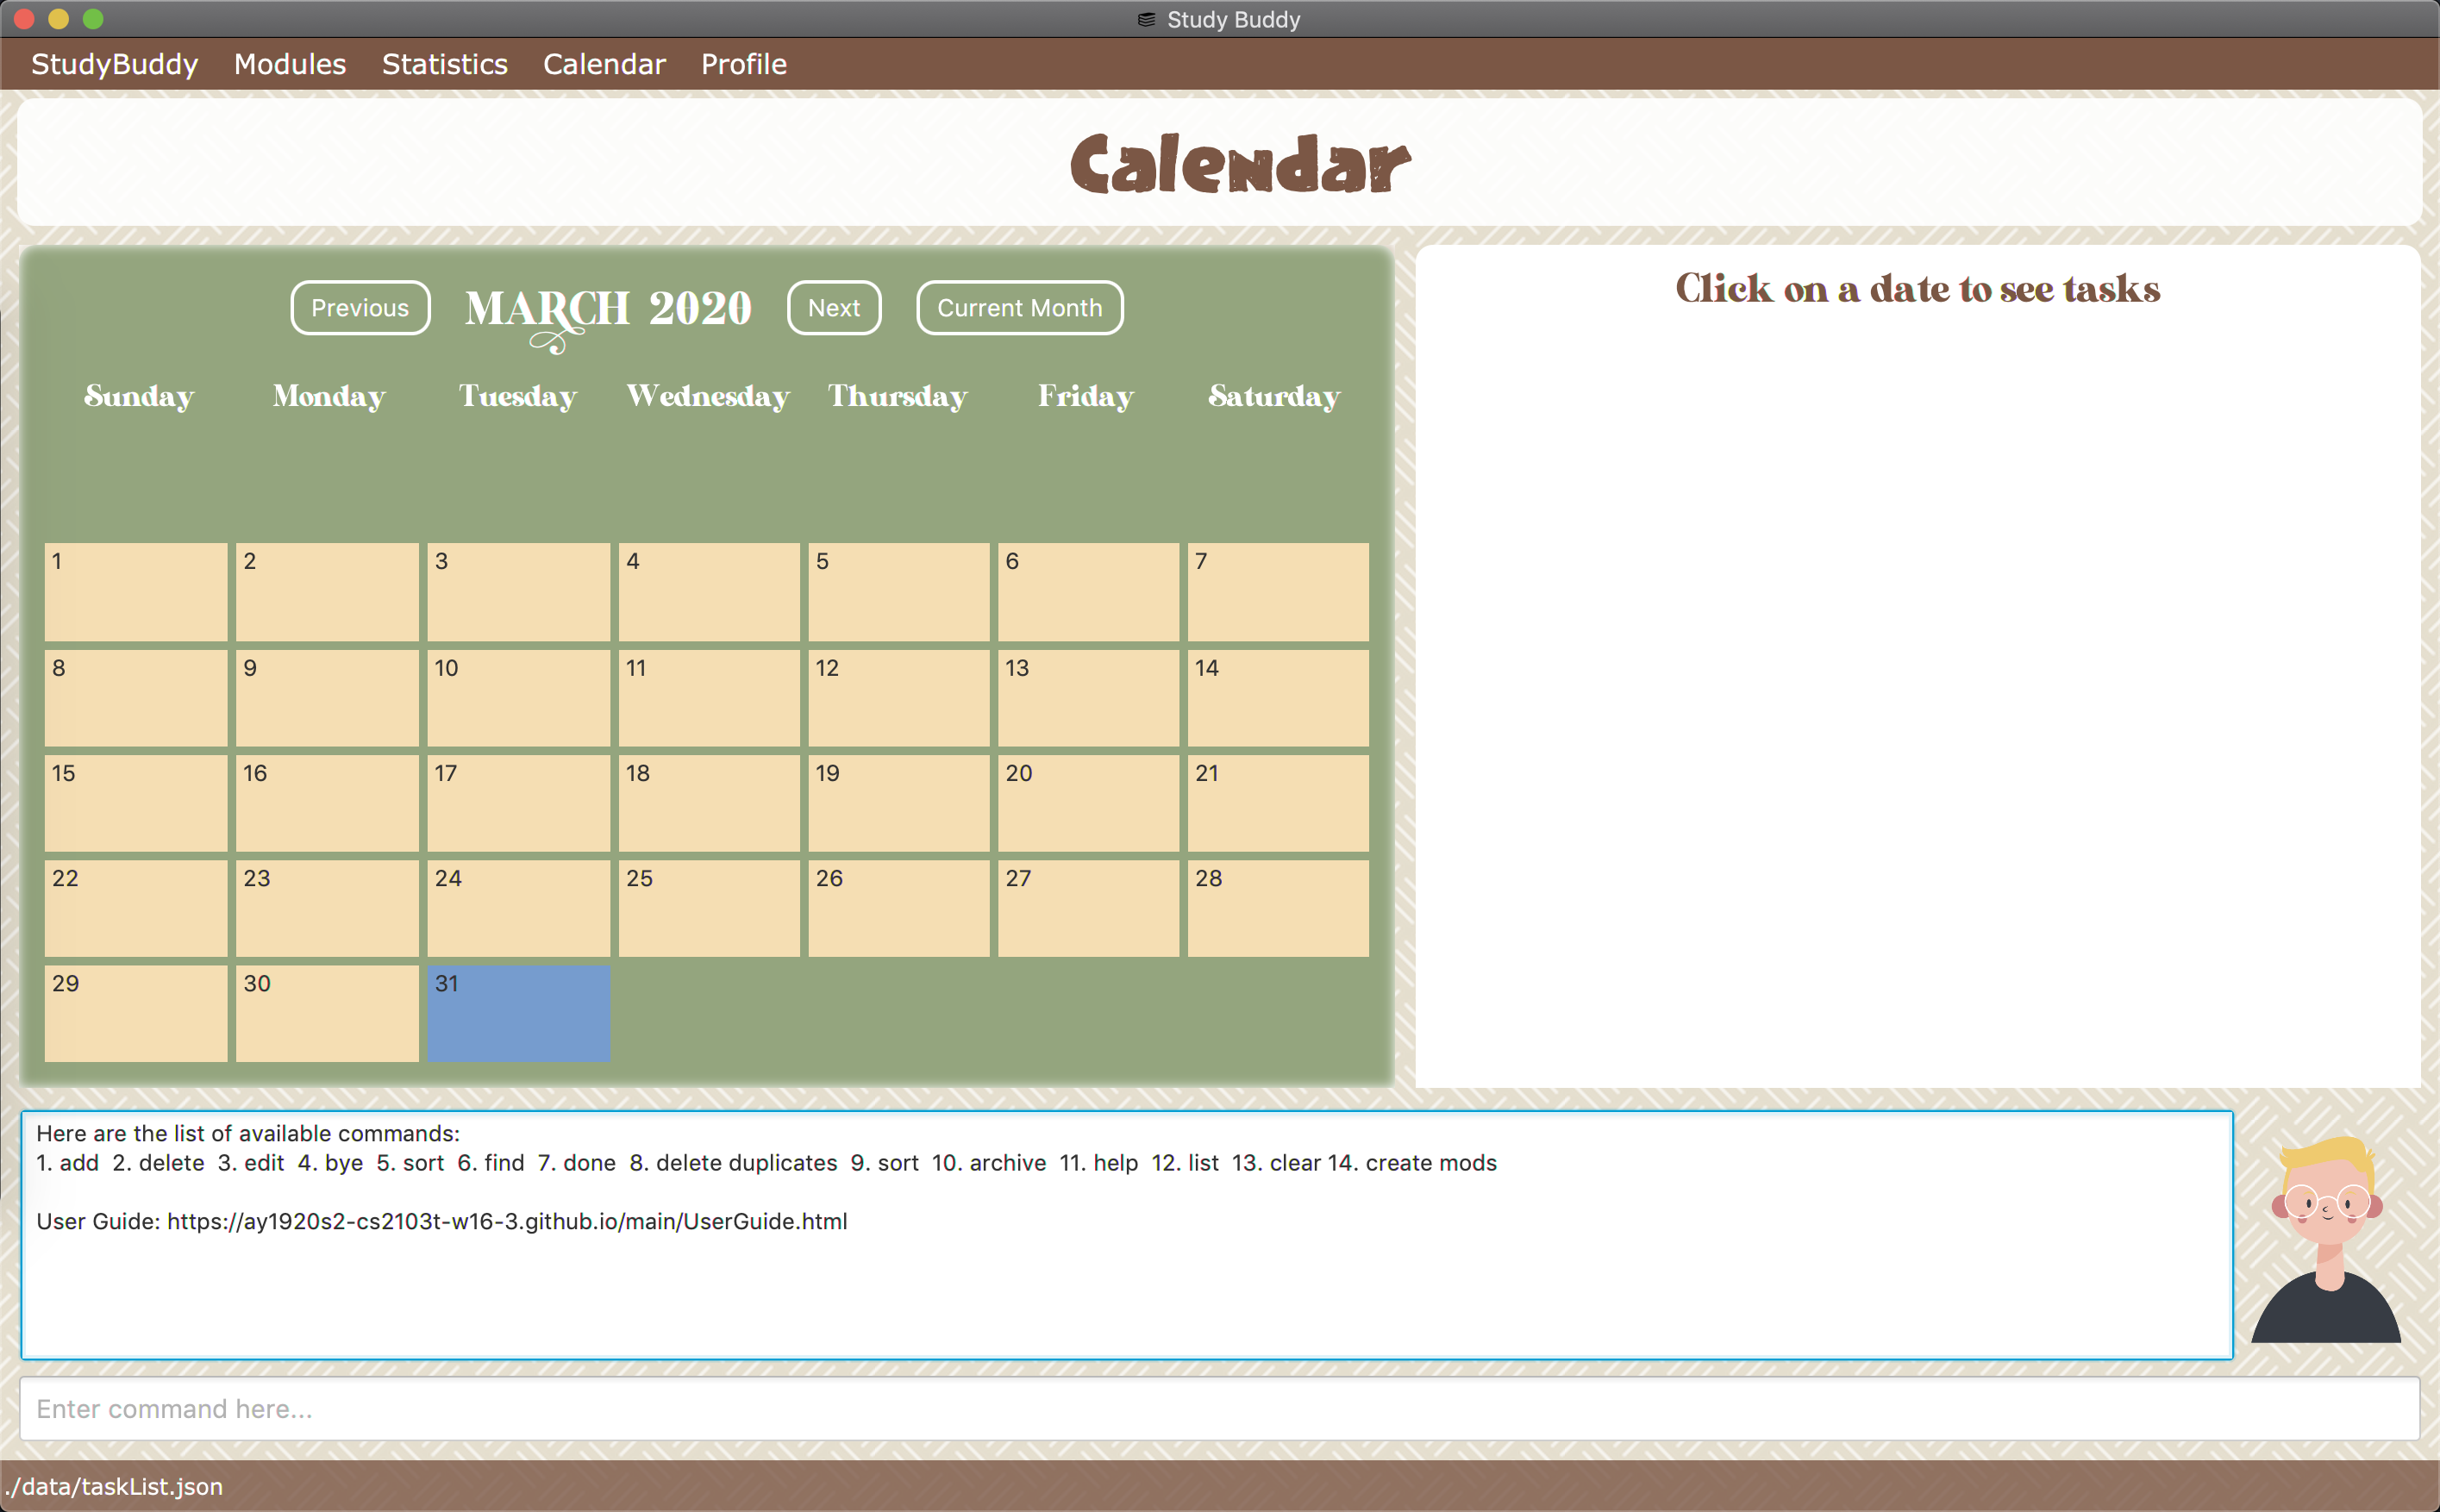 Study Buddy
StudyBuddy Modules Statistics Calendar Profile
Calendar
Previous MARCH 2020 Next Current Month
Click on a date to see tasks
Sunday Monday Tuesday Wednesday Thursday Friday Saturday
1 2 3 4 5 6 7
8 9 10 11 12 13 14
15 16 17 18 19 20 21
22 23 24 25 26 27 28
29 30 31
Here are the list of available commands:
1. add 2. delete 3. edit 4. bye 5. sort 6. find 7. done 8. delete duplicates 9. sort 10. archive 11. help 12. list 13. clear 14. create mods
User Guide: https://ay1920s2-cs2103t-w16-3.github.io/main/UserGuide.html
Enter command here...
./data/taskList.json